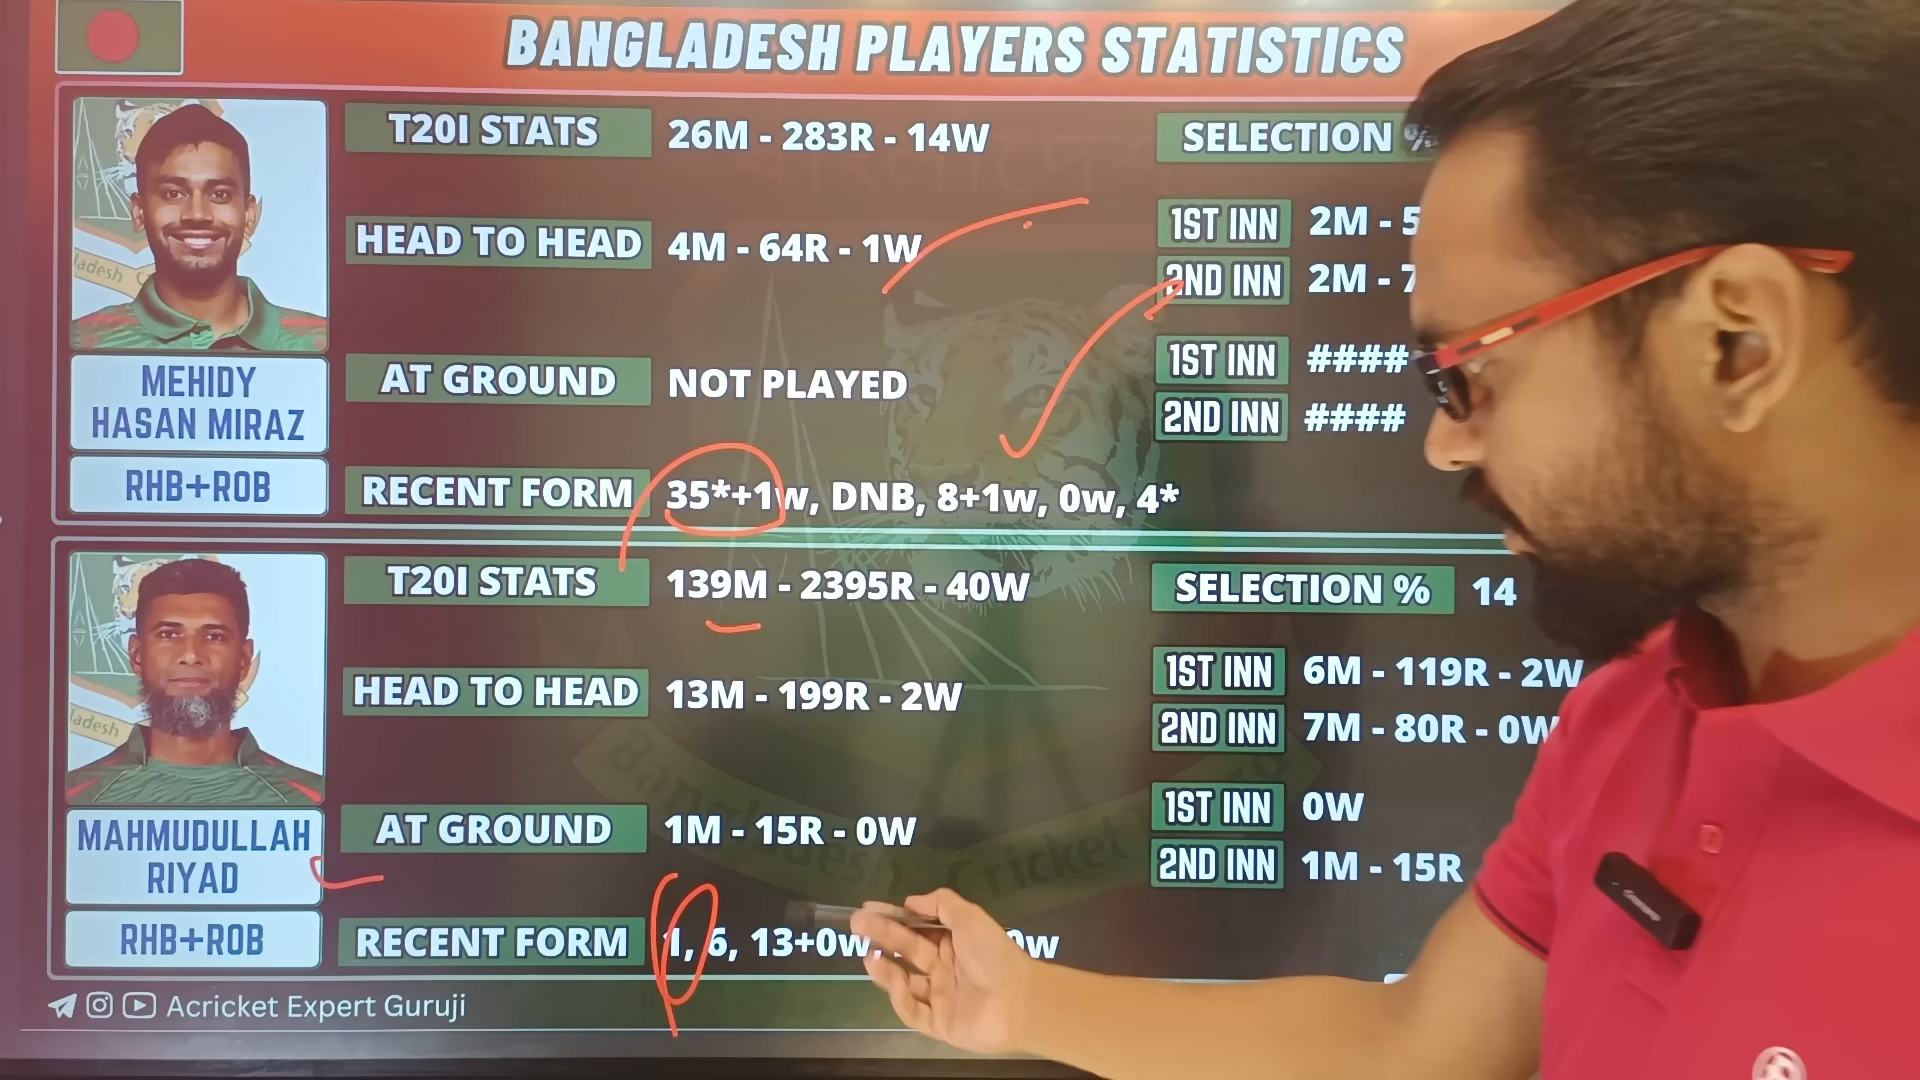 BANGLADESH PLAYERS STATISTICS
T20I STATS 26M - 283R - 14W
SELECTION %
HEAD TO HEAD 4M - 64R - 1W
1ST INN 2M - 5
2ND INN 2M - 7
AT GROUND NOT PLAYED
1ST INN ####
2ND INN ####
MEHIDY
HASAN MIRAZ
RHB+ROB
RECENT FORM 35*+1w, DNB, 8+1w, 0w, 4*
T20I STATS 139M - 2395R - 40W
SELECTION % 14
HEAD TO HEAD 13M - 199R - 2W
1ST INN 6M - 119R - 2W
2ND INN 7M - 80R - 0W
AT GROUND 1M - 15R - 0W
1ST INN 0W
2ND INN 1M - 15R
MAHMUDULLAH
RIYAD
RHB+ROB
RECENT FORM 1, 6, 13+0w, 0w
Acricket Expert Guruji
Bangladesh Cricket